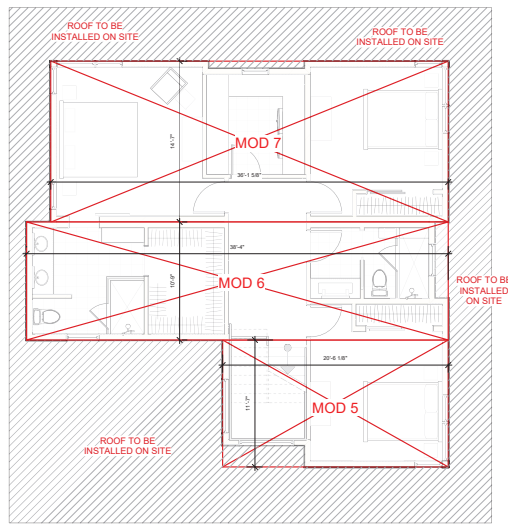 ROOF TO BE
INSTALLED ON SITE
ROOF TO BE
INSTALLED ON SITE
MOD 7
14'-7"
36'-1 5/8"
38'-4"
MOD 6
10'-9"
ROOF TO BE
INSTALLED
ON SITE
20'-6 1/8"
11'-7"
MOD 5
ROOF TO BE
INSTALLED ON SITE